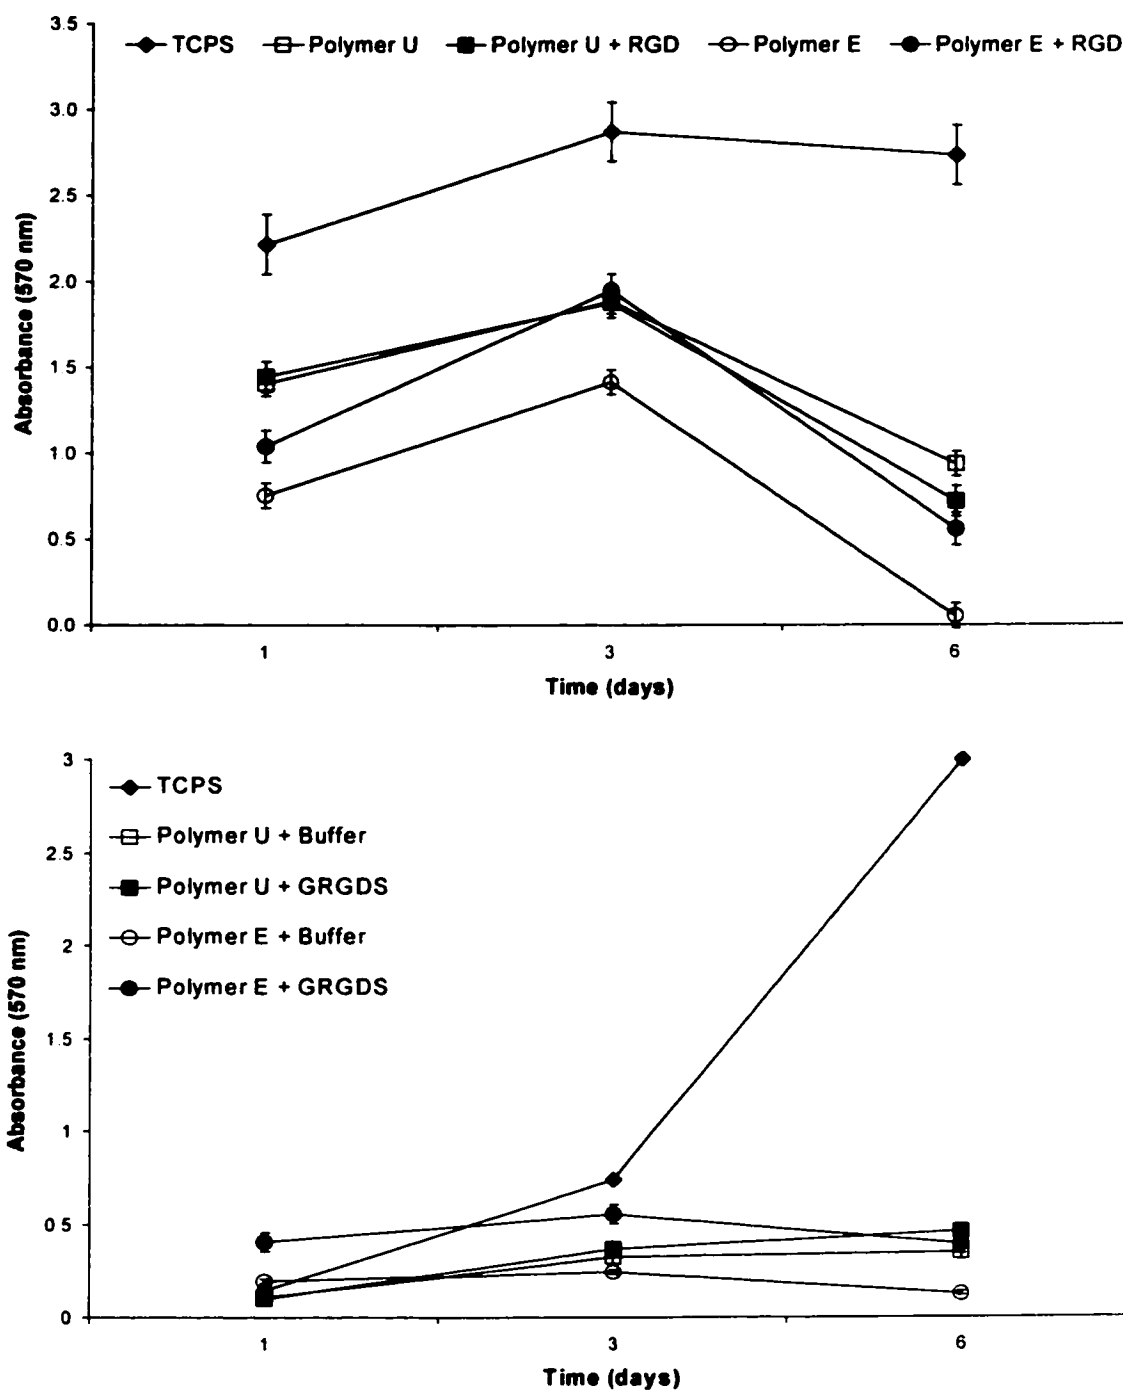 3.5
TCPS Polymer U Polymer U + RGD Polymer E Polymer E + RGD
3.0
2.5
2.0
1.5
1.0
0.5
0.0
Absorbance (570 nm)
1 3 6
Time (days)
3
TCPS
Polymer U + Buffer
2.5
Polymer U + GRGDS
Polymer E + Buffer
2
Polymer E + GRGDS
1.5
1
0.5
0
Absorbance (570 nm)
1 3 6
Time (days)